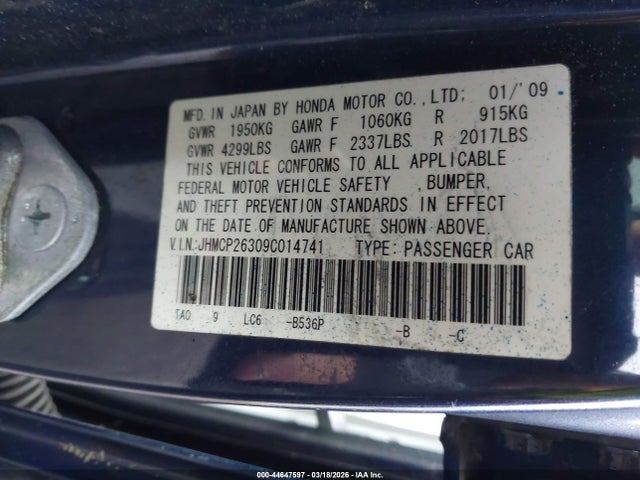 MFD. IN JAPAN BY HONDA MOTOR CO.,LTD; 01/'09
GVWR 1950KG GAWR F 1060KG R 915KG
GVWR 4299LBS GAWR F 2337LBS R 2017LBS
THIS VEHICLE CONFORMS TO ALL APPLICABLE
FEDERAL MOTOR VEHICLE SAFETY ,BUMPER,
AND THEFT PREVENTION STANDARDS IN EFFECT
ON THE DATE OF MANUFACTURE SHOWN ABOVE.
V.I.N.:JHMCP26309C014741 TYPE: PASSENGER CAR
TA0 9 LC6 -B536P -B -C
000-44647597 - 03/18/2026 - IAA Inc.